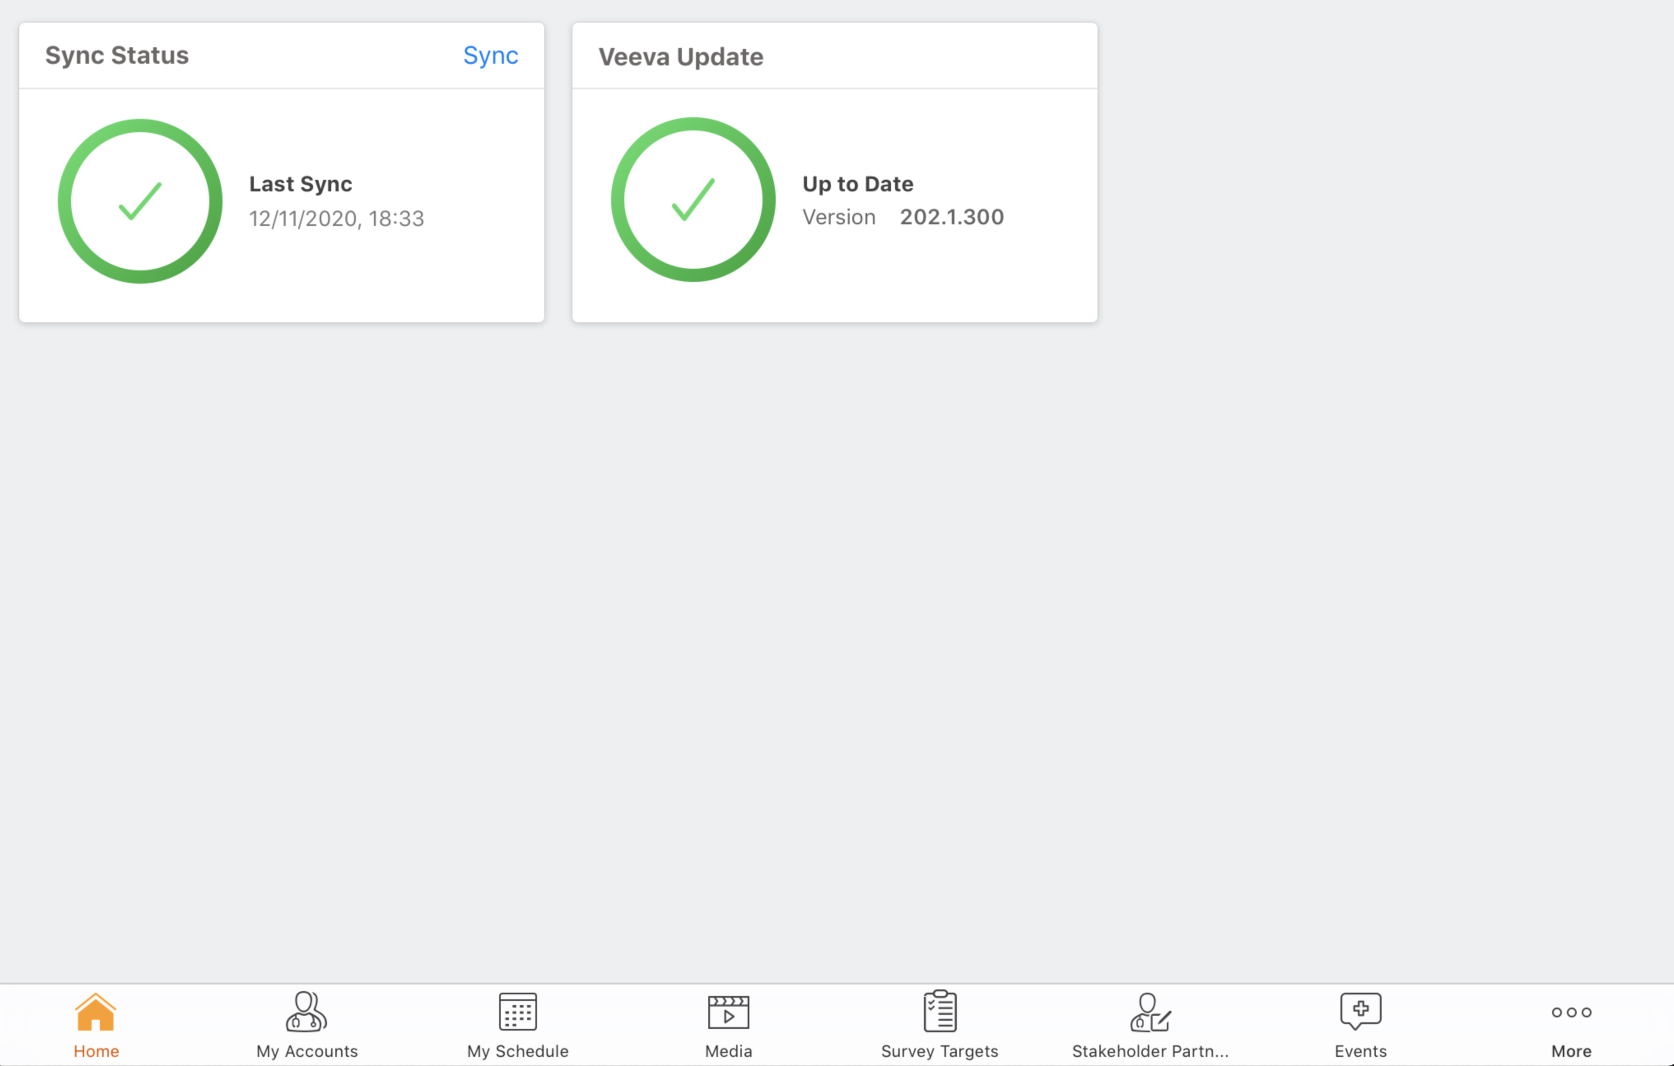 Sync Status
Sync
Last Sync
12/11/2020, 18:33
Veeva Update
Up to Date
Version 202.1.300
Home
My Accounts
My Schedule
Media
Survey Targets
Stakeholder Partn...
Events
More